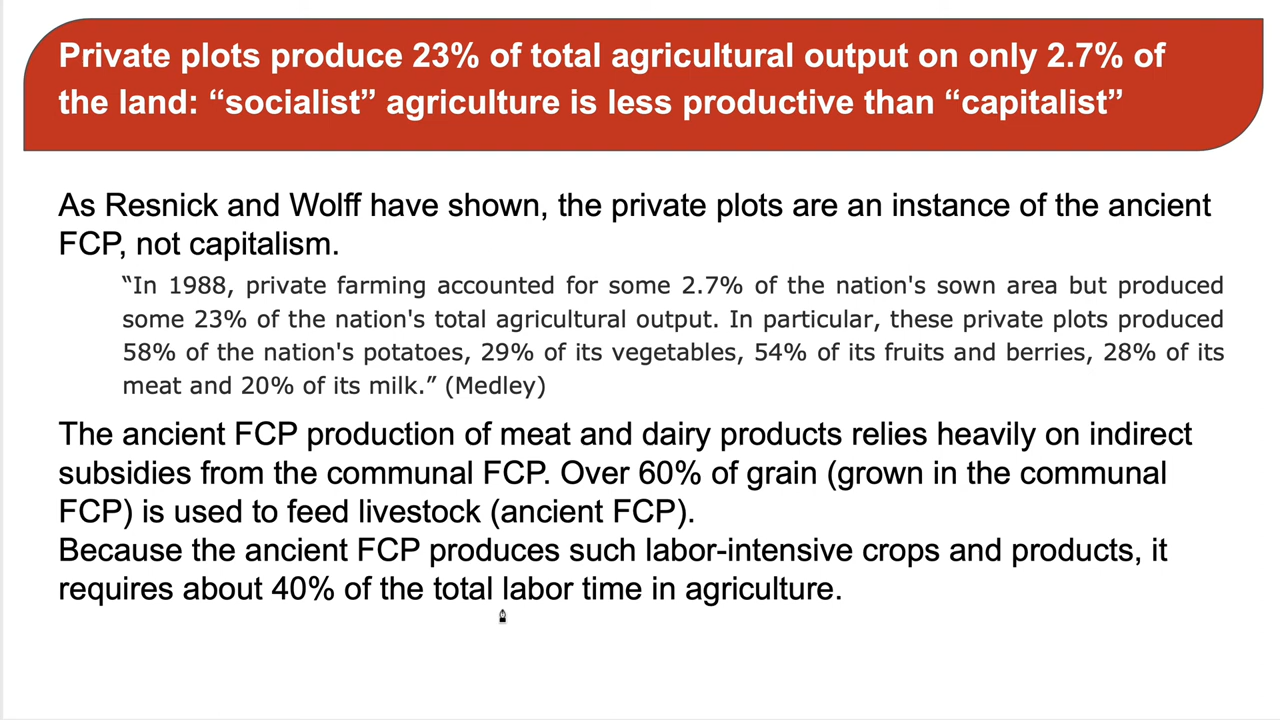 Private plots produce 23% of total agricultural output on only 2.7% of
the land: “socialist” agriculture is less productive than “capitalist”
As Resnick and Wolff have shown, the private plots are an instance of the ancient
FCP, not capitalism.
“In 1988, private farming accounted for some 2.7% of the nation's sown area but produced
some 23% of the nation's total agricultural output. In particular, these private plots produced
58% of the nation's potatoes, 29% of its vegetables, 54% of its fruits and berries, 28% of its
meat and 20% of its milk.” (Medley)
The ancient FCP production of meat and dairy products relies heavily on indirect
subsidies from the communal FCP. Over 60% of grain (grown in the communal
FCP) is used to feed livestock (ancient FCP).
Because the ancient FCP produces such labor-intensive crops and products, it
requires about 40% of the total labor time in agriculture.